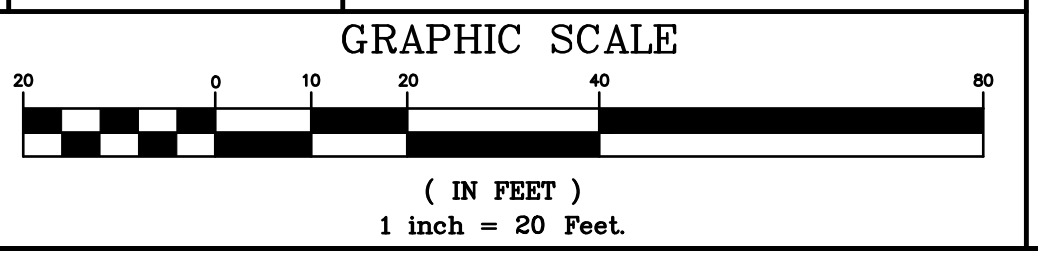 GRAPHIC SCALE
20 0 10 20 40 80
( IN FEET )
1 inch = 20 Feet.